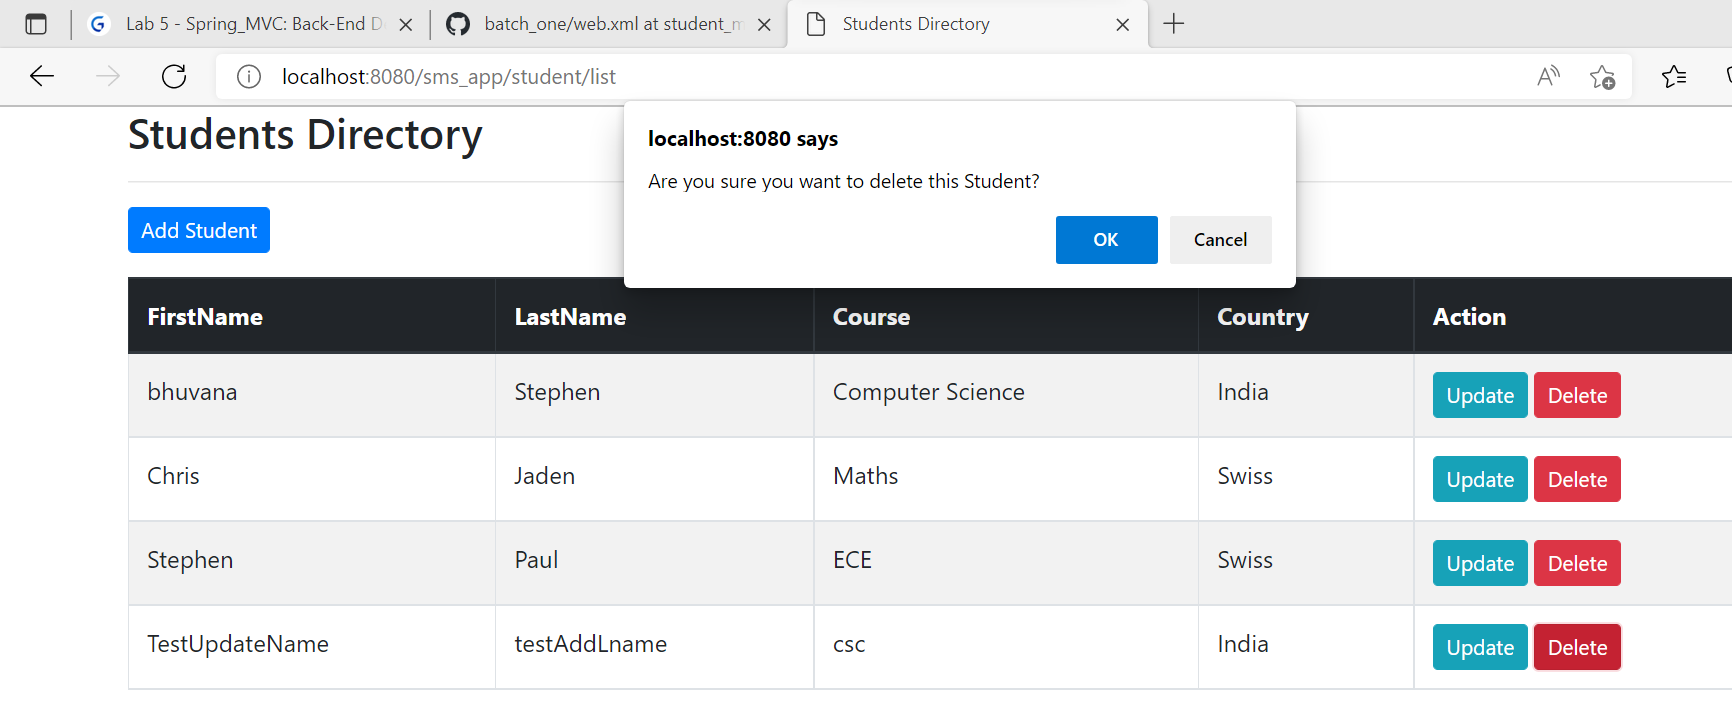 Lab 5 - Spring_MVC: Back-End D
batch_one/web.xml at student_m
Students Directory
localhost:8080/sms_app/student/list
Students Directory
localhost:8080 says
Are you sure you want to delete this Student?
OK Cancel
Add Student
FirstName LastName Course Country Action
bhuvana Stephen Computer Science India Update Delete
Chris Jaden Maths Swiss Update Delete
Stephen Paul ECE Swiss Update Delete
TestUpdateName testAddLname csc India Update Delete